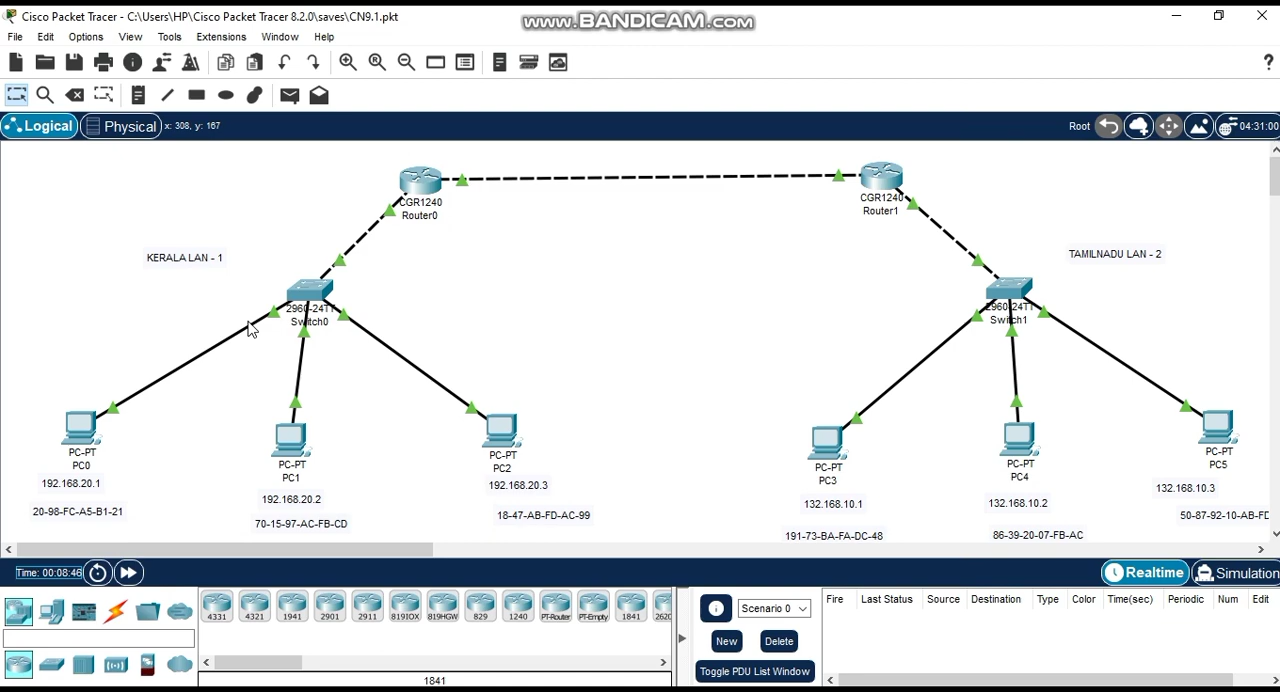 Cisco Packet Tracer - C:\Users\HP\Cisco Packet Tracer 8.2.0\saves\CN9.1.pkt
www.BANDICAM.com
File Edit Options View Tools Extensions Window Help
Logical Physical x: 308, y: 167
Root 04:31:00
CGR1240
Router0
CGR1240
Router1
KERALA LAN - 1
TAMILNADU LAN - 2
2960-24TT
Switch0
2960-24TT
Switch1
PC-PT
PC0
192.168.20.1
20-98-FC-A5-B1-21
PC-PT
PC1
192.168.20.2
70-15-97-AC-FB-CD
PC-PT
PC2
192.168.20.3
18-47-AB-FD-AC-99
PC-PT
PC3
132.168.10.1
191-73-BA-FA-DC-48
PC-PT
PC4
132.168.10.2
86-39-20-07-FB-AC
PC-PT
PC5
132.168.10.3
50-87-92-10-AB-FD
Time: 00:08:46
Realtime Simulation
4331 4321 1941 2901 2911 819IOX 819HGW 829 1240 PT-Router PT-Empty 1841 2620
1841
Scenario 0
New Delete
Toggle PDU List Window
Fire Last Status Source Destination Type Color Time(sec) Periodic Num Edit